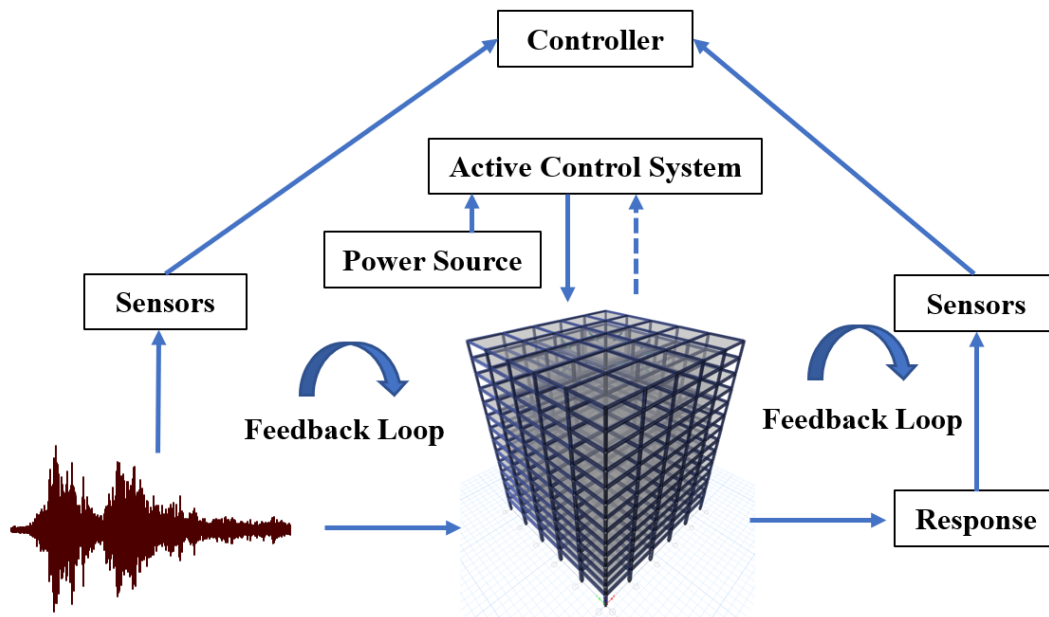 Controller
Active Control System
Power Source
Sensors
Sensors
Feedback Loop
Feedback Loop
Response